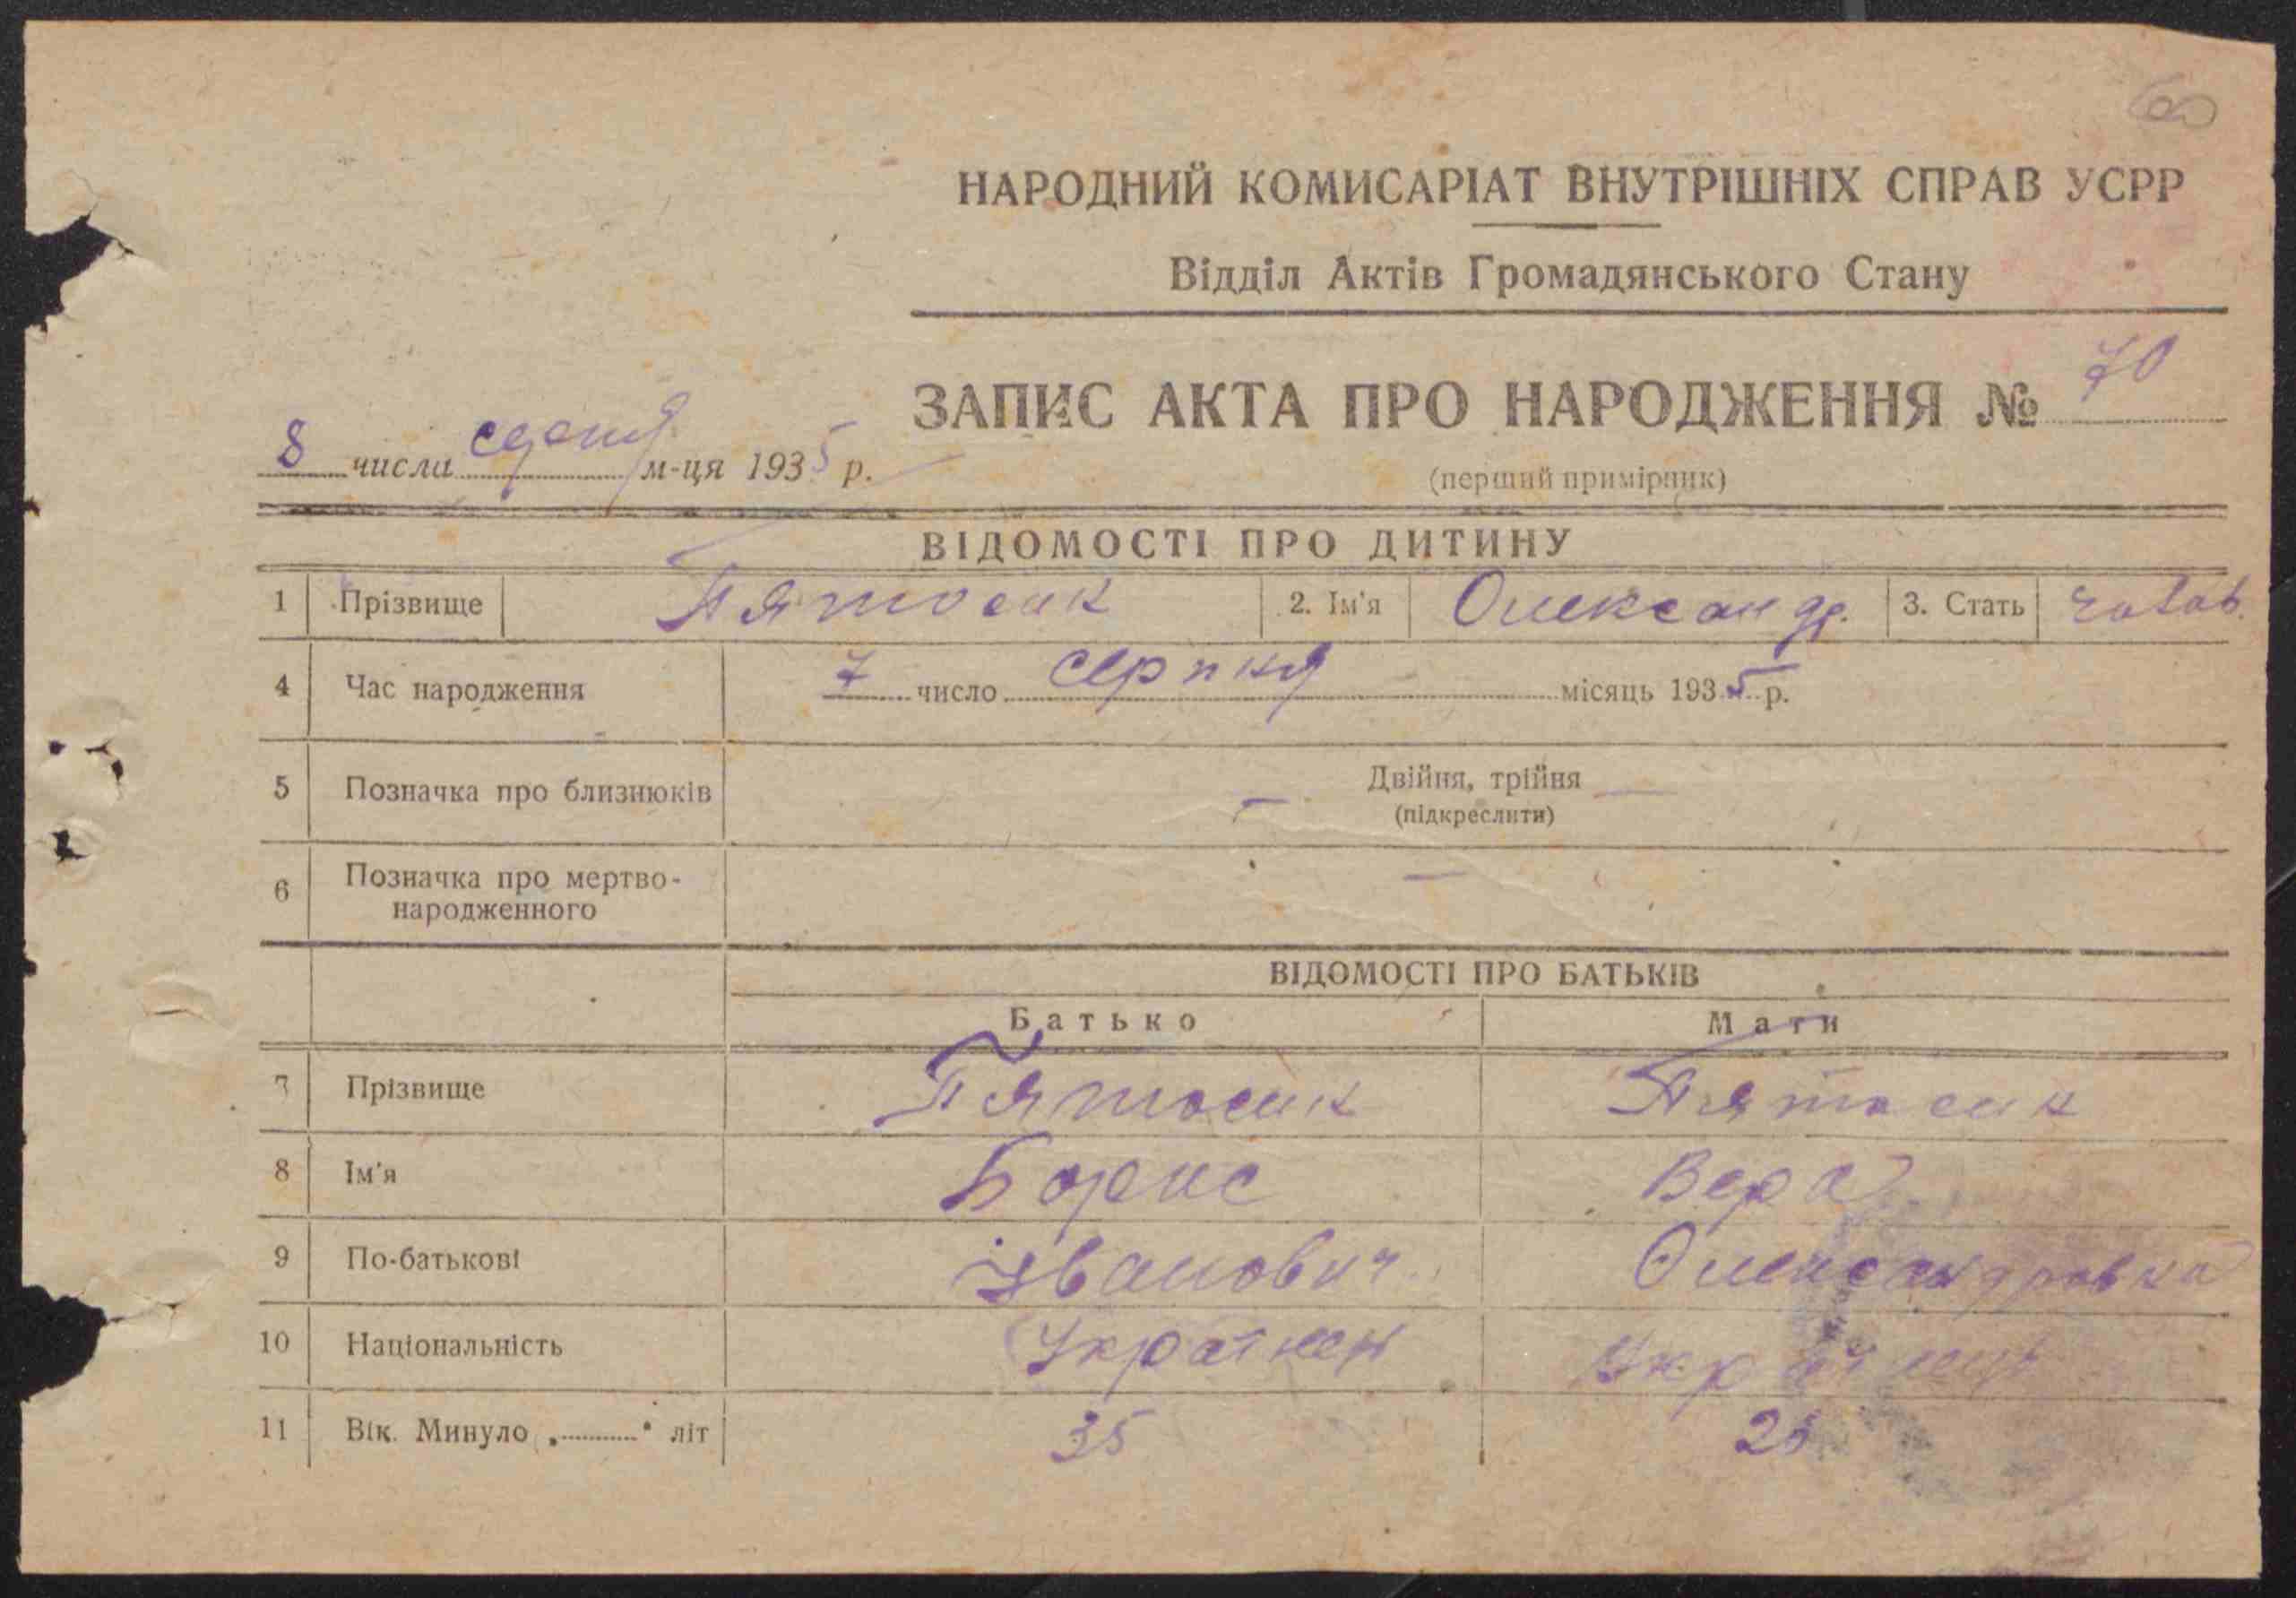 НАРОДНИЙ КОМИСАРІАТ ВНУТРІШНІХ СПРАВ УСРР
Відділ Актів Громадянського Стану
ЗАПИС АКТА ПРО НАРОДЖЕННЯ № 70
8 числа серпня м-ця 1935 р.
(перший примірник)
ВІДОМОСТІ ПРО ДИТИНУ
1 Прізвище Пятосик 2. Ім'я Олександр. 3. Стать чолов.
4 Час народження 7 число серпня місяць 1935 р.
5 Позначка про близнюків — Двійня, трійня —
(підкреслити)
6 Позначка про мертво-
народженного —
ВІДОМОСТІ ПРО БАТЬКІВ
Батько Мати
7 Прізвище Пятосик Пятосик
8 Ім'я Борис Вера
9 По-батькові Іванович Олександровна
10 Національність Українец
11 Вік. Минуло „ “ літ 35